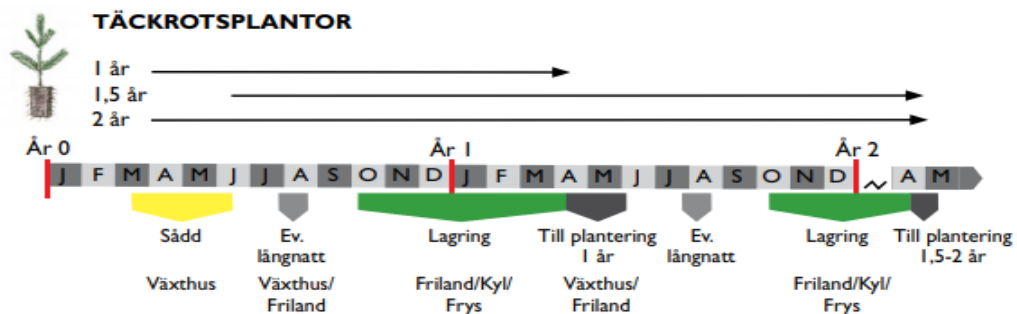 TÄCKROTSPLANTOR
1 år
1,5 år
2 år
År 0 År 1 År 2
J F M A M J J A S O N D J F M A M J J A S O N D A M
Sådd Ev. långnatt Lagring Till plantering 1 år Ev. långnatt Lagring Till plantering 1,5-2 år
Växthus Växthus/ Friland Friland/Kyl/ Frys Växthus/ Friland Friland/Kyl/ Frys